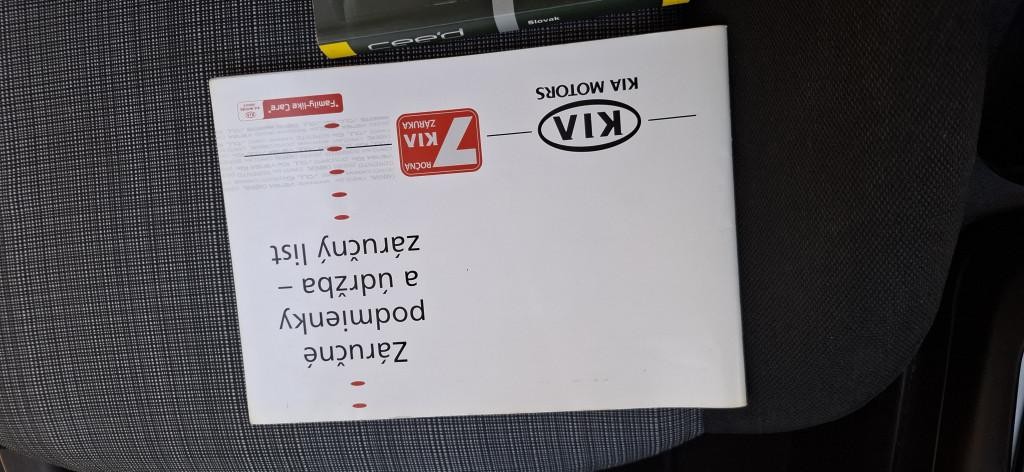 Záručné
podmienky
a údržba –
záručný list
KIA
KIA MOTORS
7
ROČNÁ
KIA
ZÁRUKA
"Family-like Care"
cee'd
Slovak